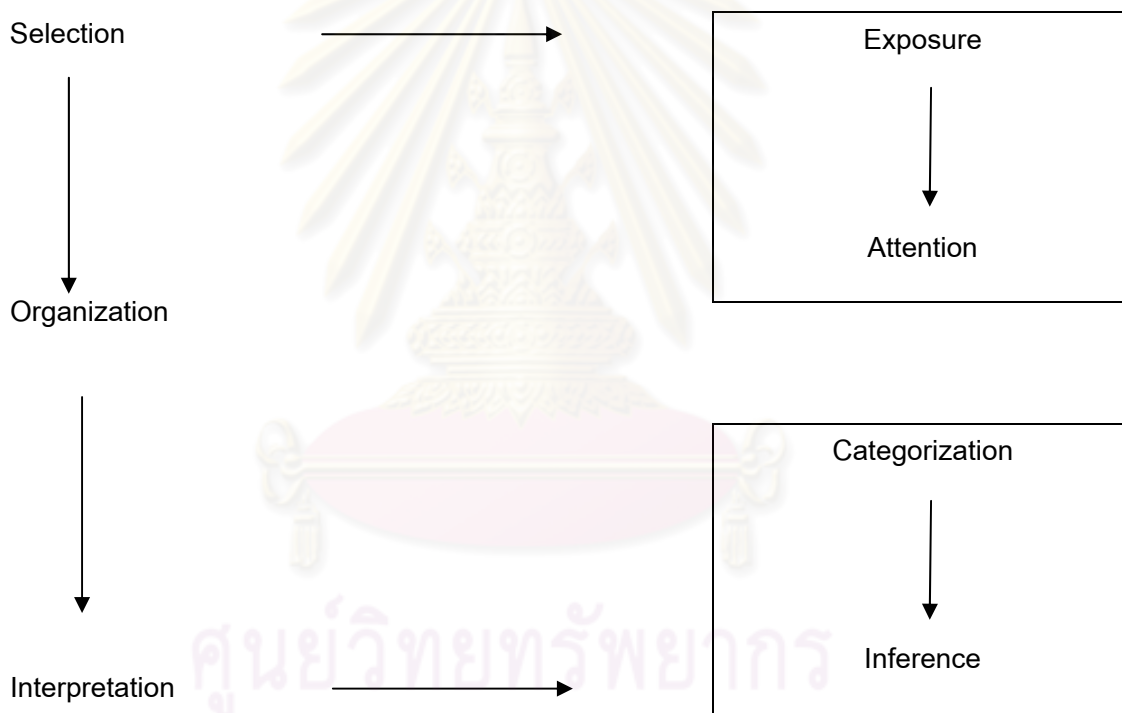 Selection
Exposure
Attention
Organization
Categorization
Inference
Interpretation
ศูนย์วิทยทรัพยากร